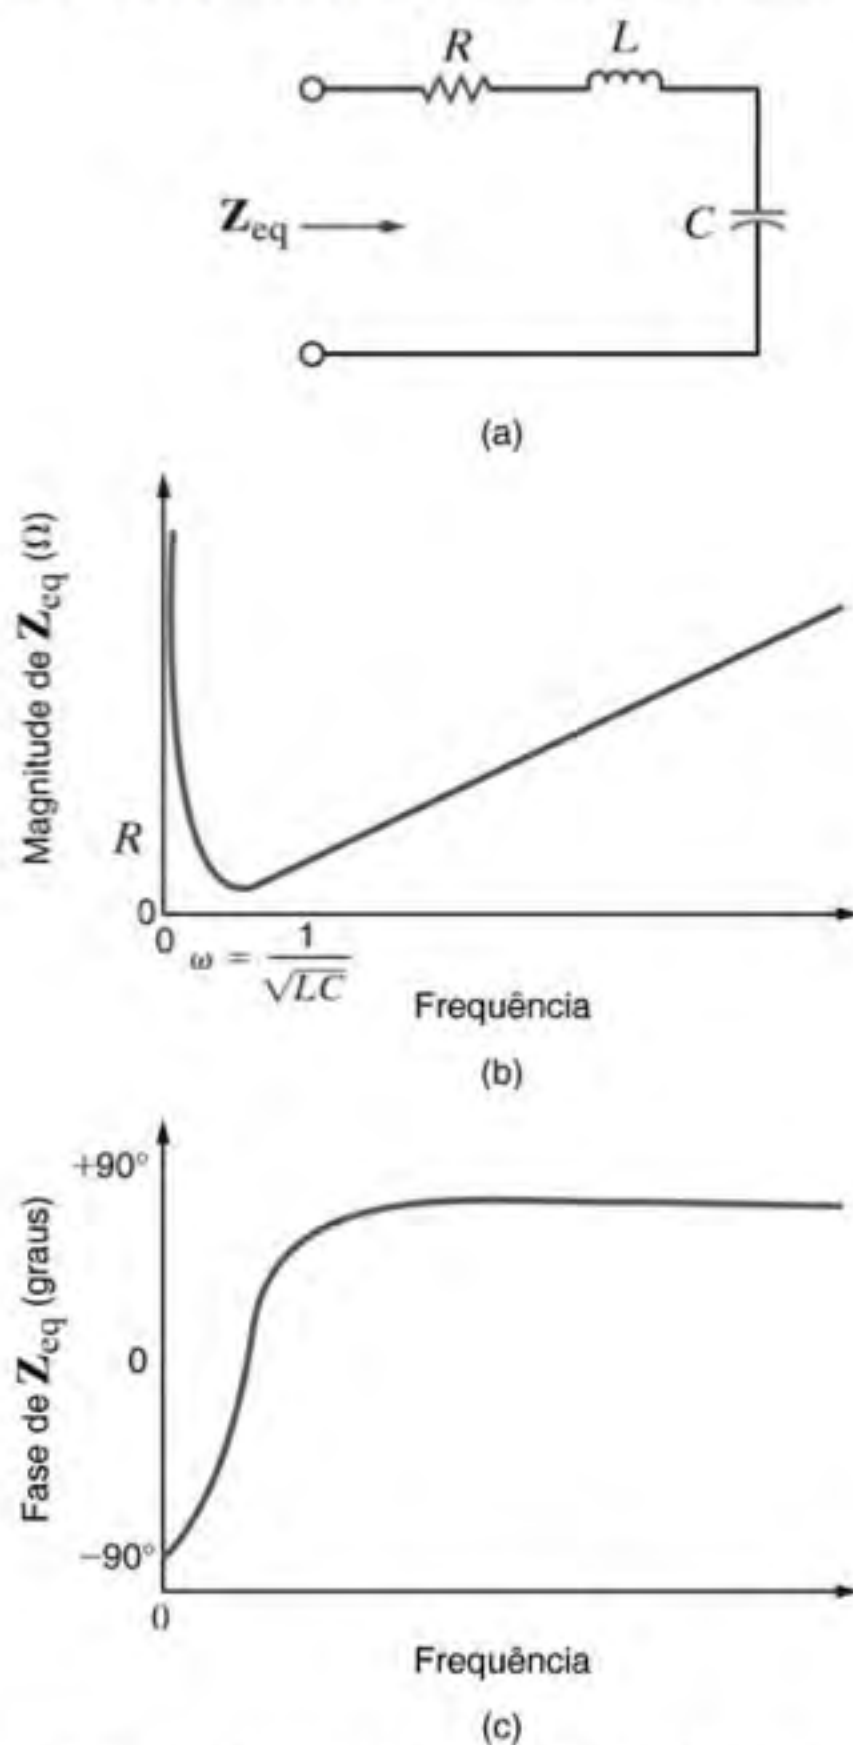 R
L
Z_eq
C
(a)
Magnitude de Z_eq (Ω)
R
0
0
ω = 1/√LC
Frequência
(b)
Fase de Z_eq (graus)
+90°
0
−90°
0
Frequência
(c)